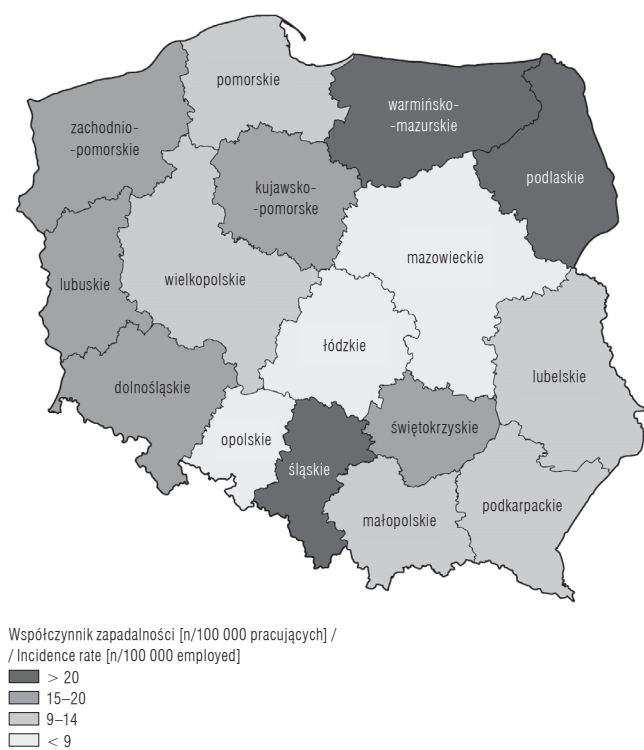 pomorskie
warmińsko-
-mazurskie
zachodnio-
-pomorskie
podlaskie
kujawsko-
-pomorske
mazowieckie
lubuskie
wielkopolskie
łódzkie
lubelskie
dolnośląskie
opolskie
świętokrzyskie
śląskie
małopolskie
podkarpackie
Współczynnik zapadalności [n/100 000 pracujących] /
/ Incidence rate [n/100 000 employed]
> 20
15–20
9–14
< 9